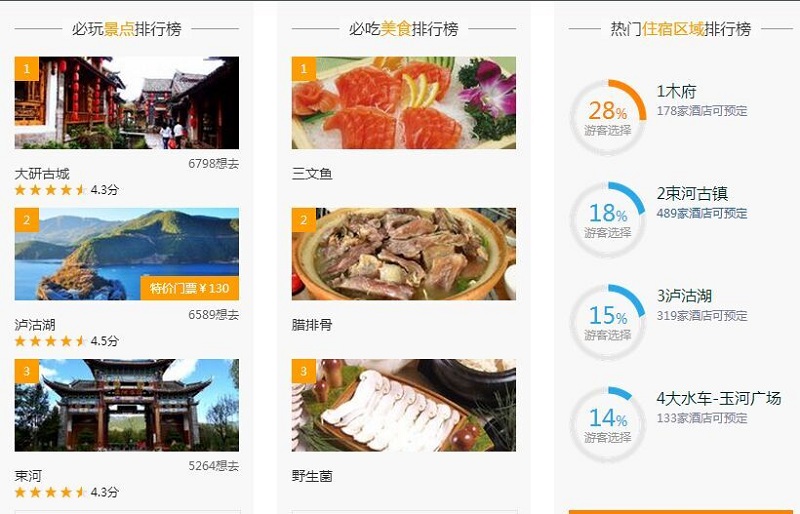 必玩景点排行榜
1
6798想去
大研古城
4.3分
2
特价门票¥130
6589想去
泸沽湖
4.5分
3
5264想去
束河
4.3分
必吃美食排行榜
1
三文鱼
2
腊排骨
3
野生菌
热门住宿区域排行榜
28%
游客选择
1木府
178家酒店可预定
18%
游客选择
2束河古镇
489家酒店可预定
15%
游客选择
3泸沽湖
319家酒店可预定
14%
游客选择
4大水车-玉河广场
133家酒店可预定